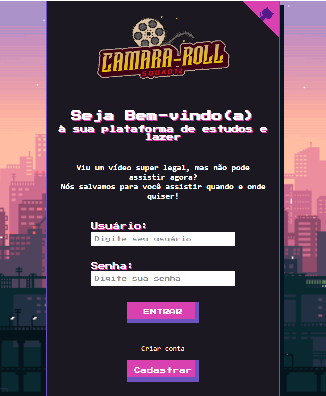 CAMARA-ROLL
SQUAD12
Seja Bem-vindo(a)
à sua plataforma de estudos e
lazer
Viu um vídeo super legal, mas não pode
assistir agora?
Nós salvamos para você assistir quando e onde
quiser!
Usuário:
Digite seu usuário
Senha:
Digite sua senha
ENTRAR
Criar conta
Cadastrar